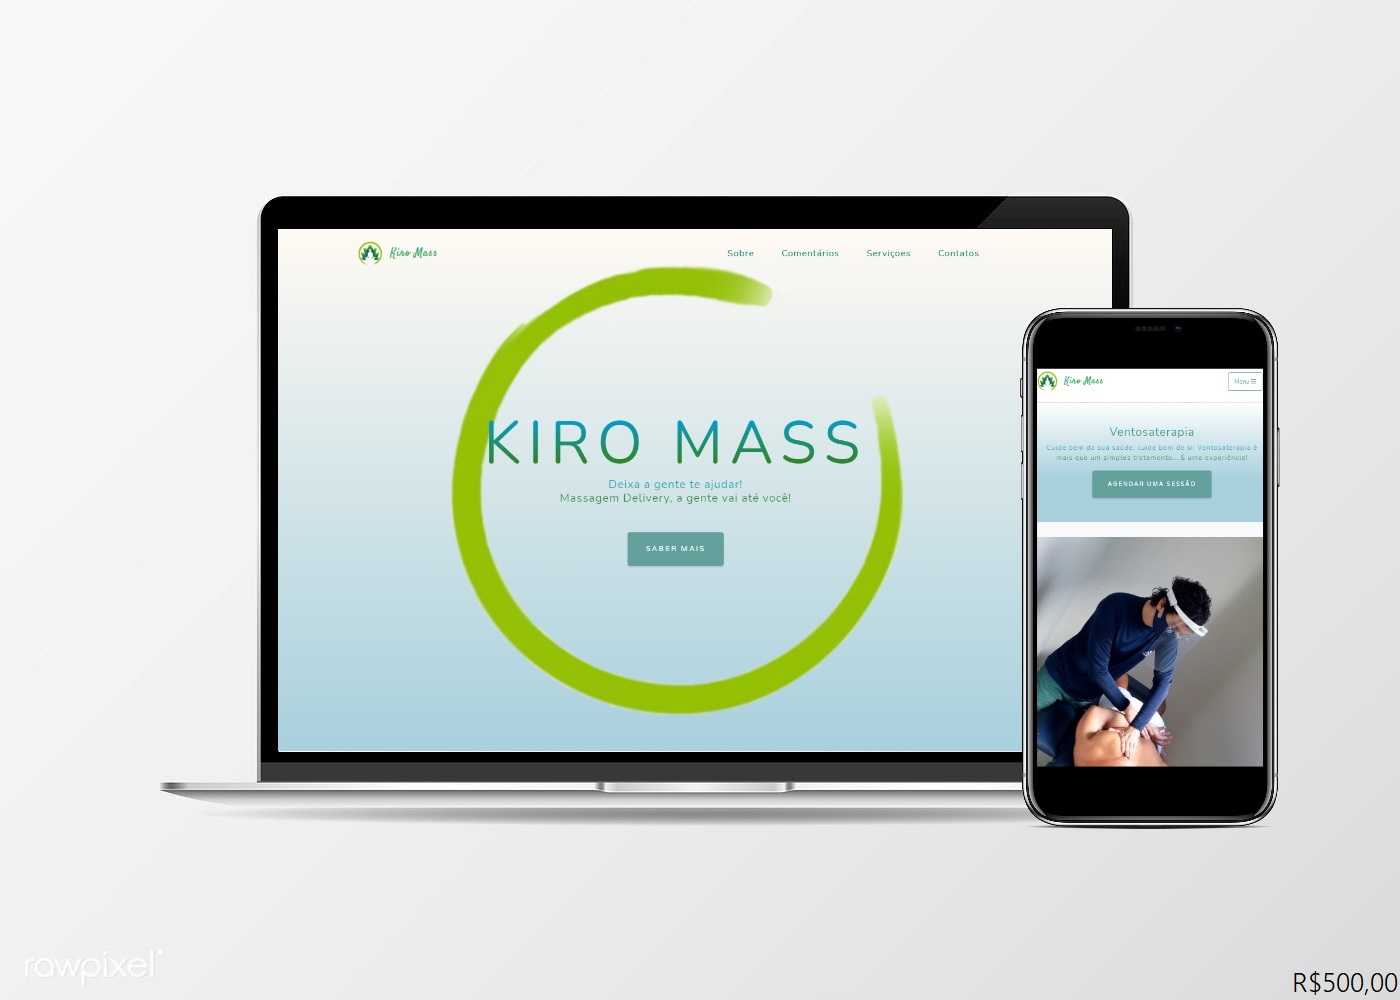 Kiro Mass
Sobre Comentários Serviçoes Contatos
KIRO MASS
Deixa a gente te ajudar!
Massagem Delivery, a gente vai até você!
SABER MAIS
Kiro Mass
Menu
Ventosaterapia
Cuide bem da sua saúde, cuide bem de si. Ventosaterapia é
mais que um simples tratamento... É uma experiência!
AGENDAR UMA SESSÃO
rawpixel
R$500,00